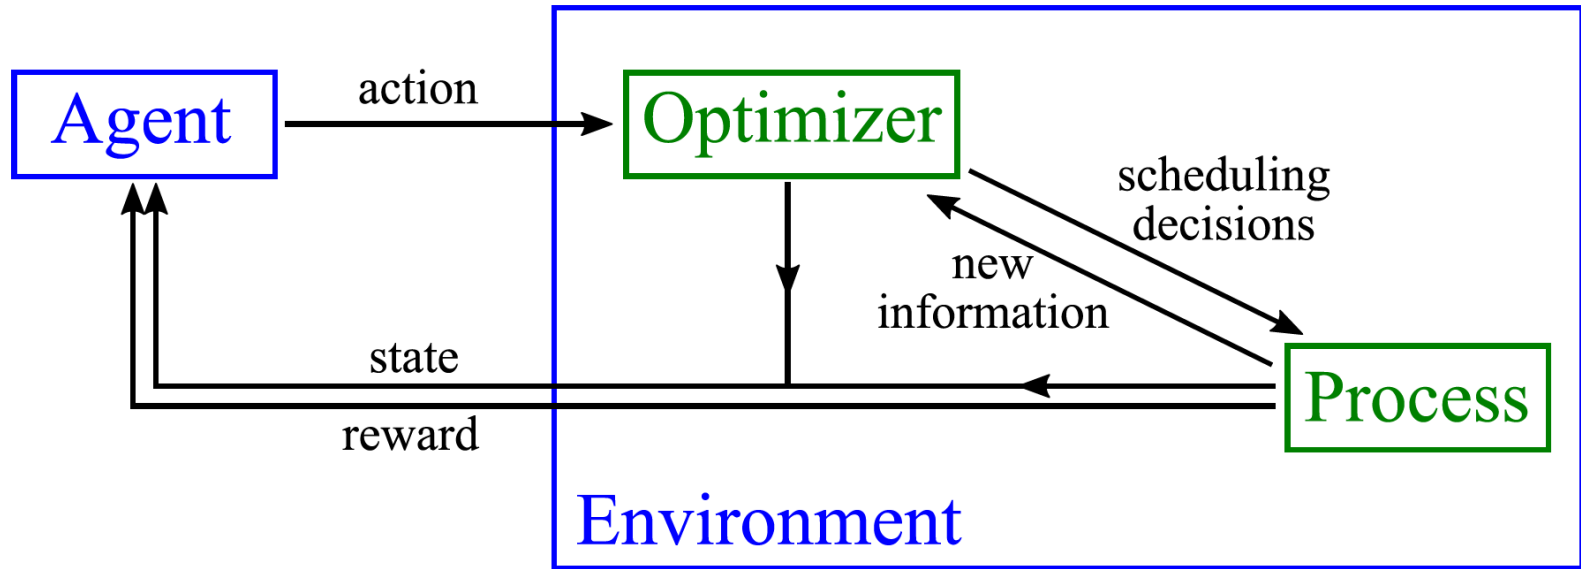 Agent
action
Optimizer
scheduling
decisions
new
information
state
reward
Process
Environment